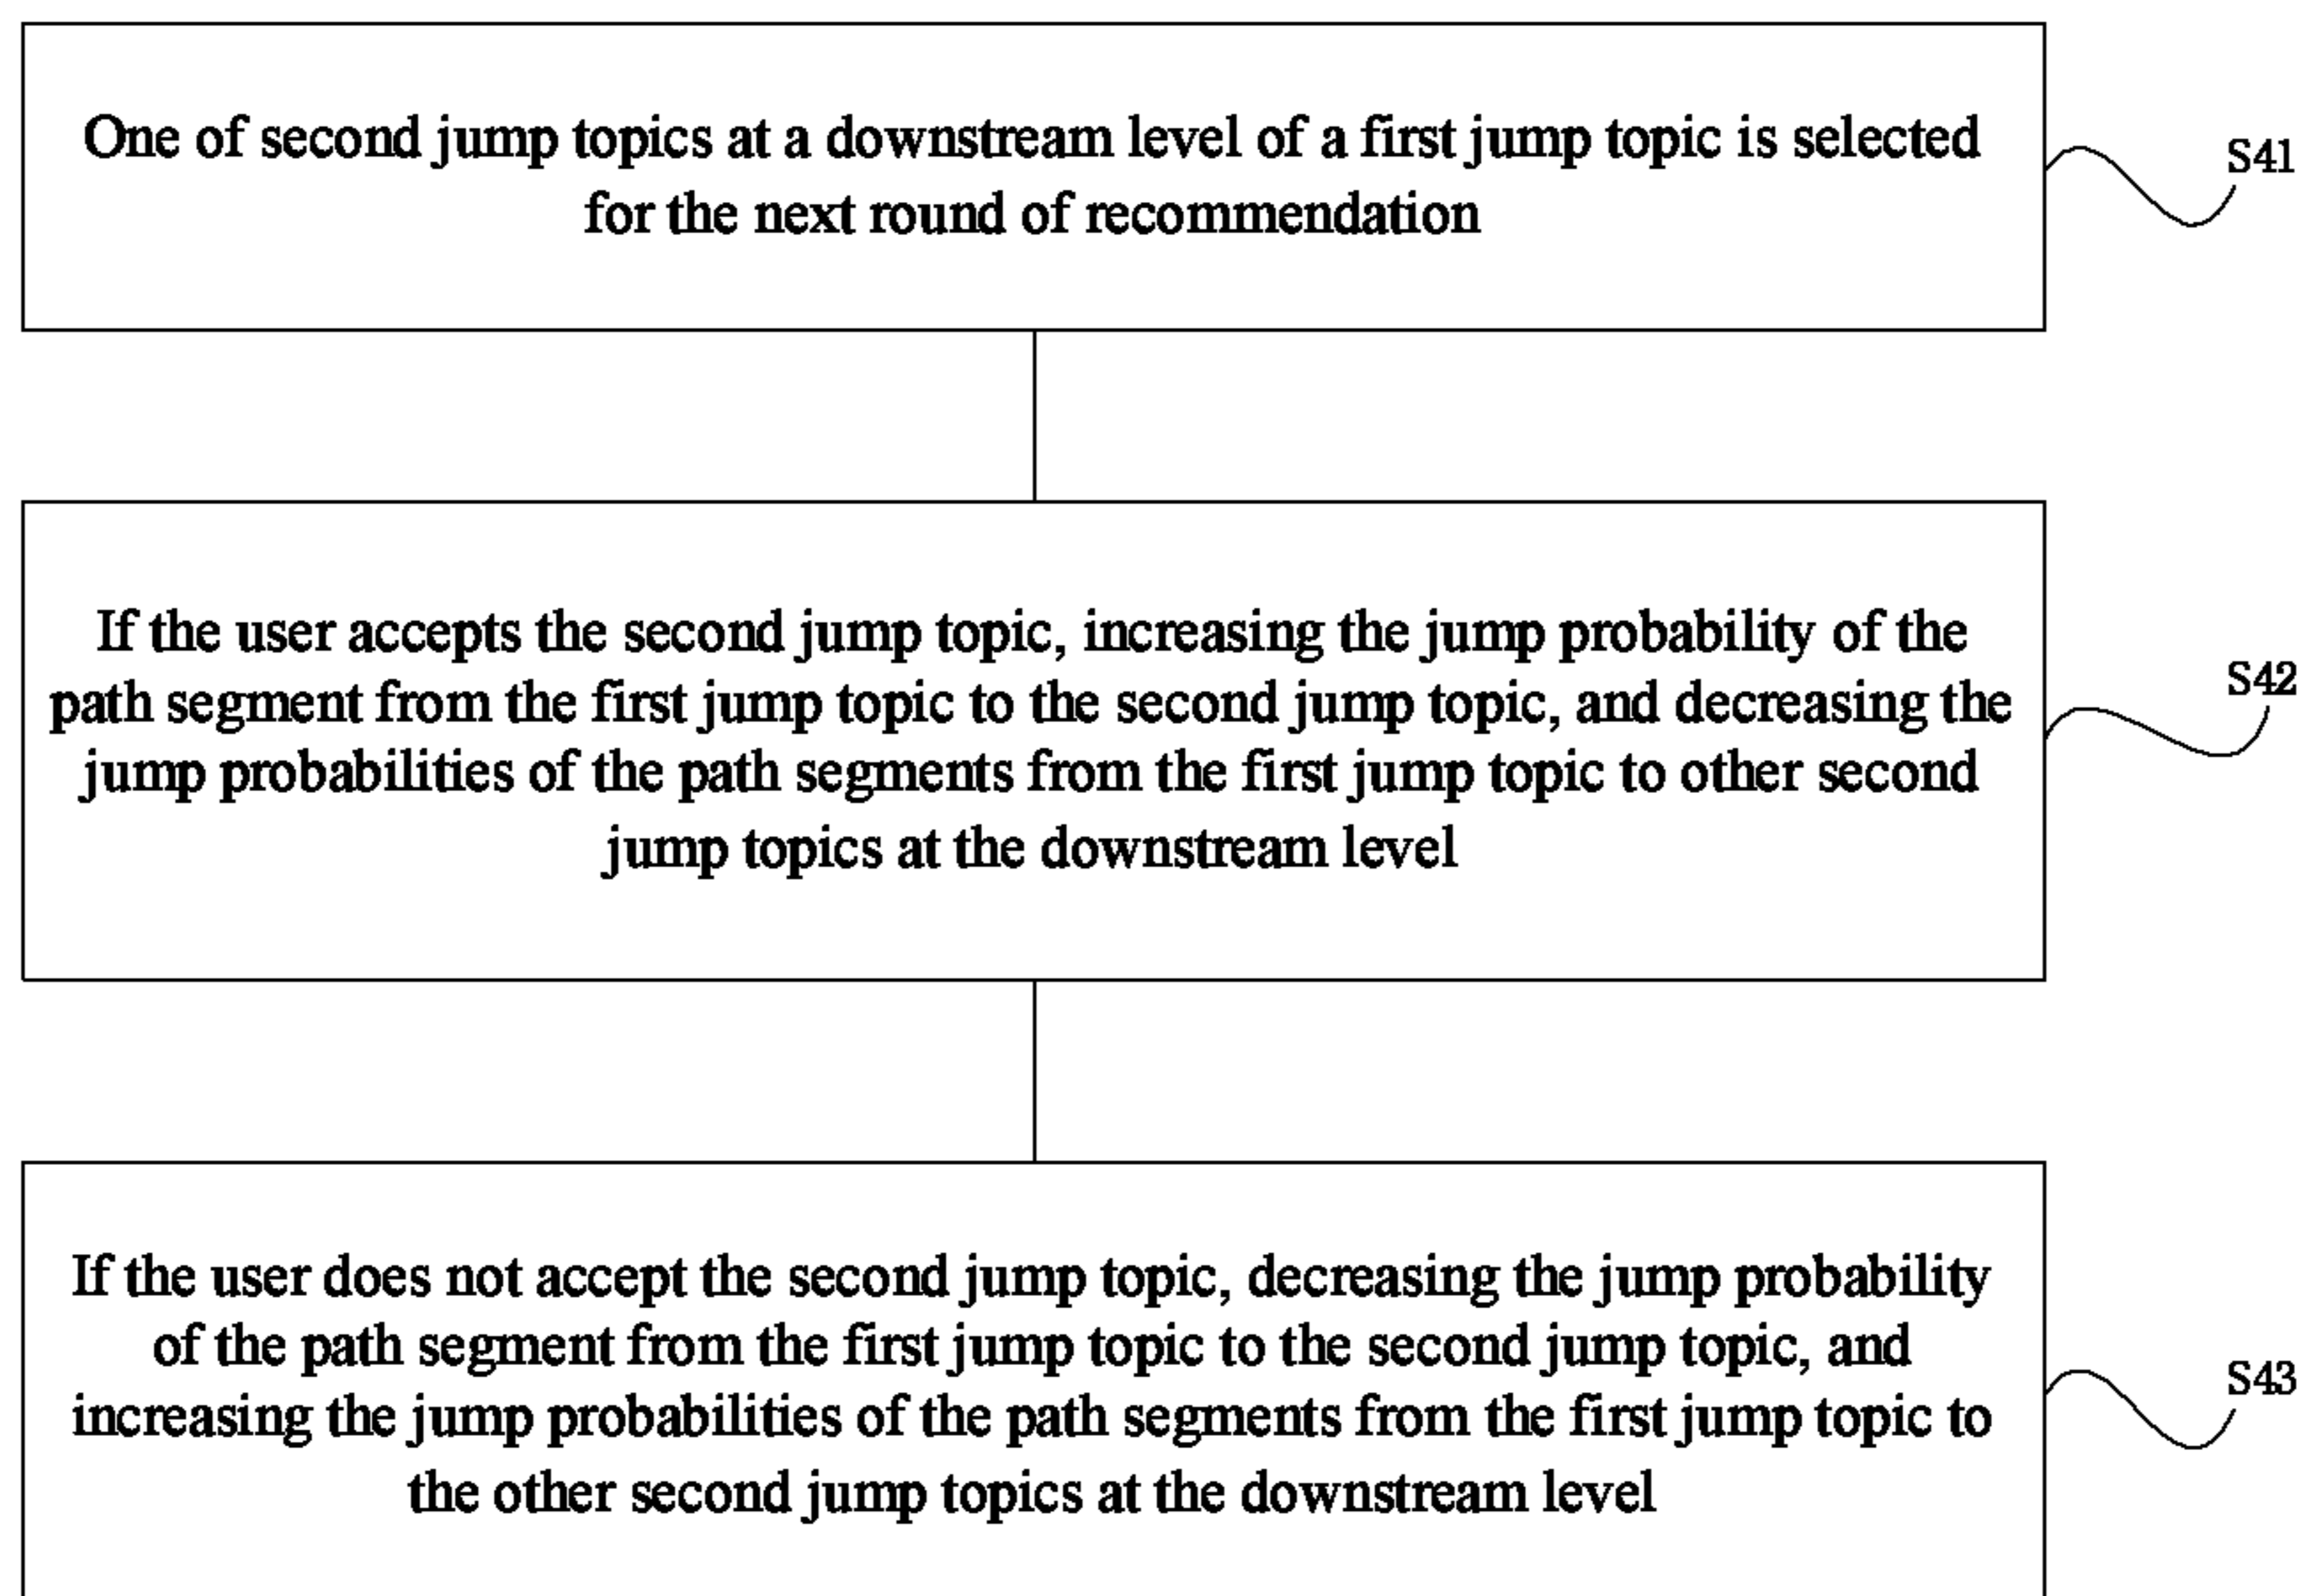 One of second jump topics at a downstream level of a first jump topic is selected
for the next round of recommendation
S41
If the user accepts the second jump topic, increasing the jump probability of the
path segment from the first jump topic to the second jump topic, and decreasing the
jump probabilities of the path segments from the first jump topic to other second
jump topics at the downstream level
S42
If the user does not accept the second jump topic, decreasing the jump probability
of the path segment from the first jump topic to the second jump topic, and
increasing the jump probabilities of the path segments from the first jump topic to
the other second jump topics at the downstream level
S43